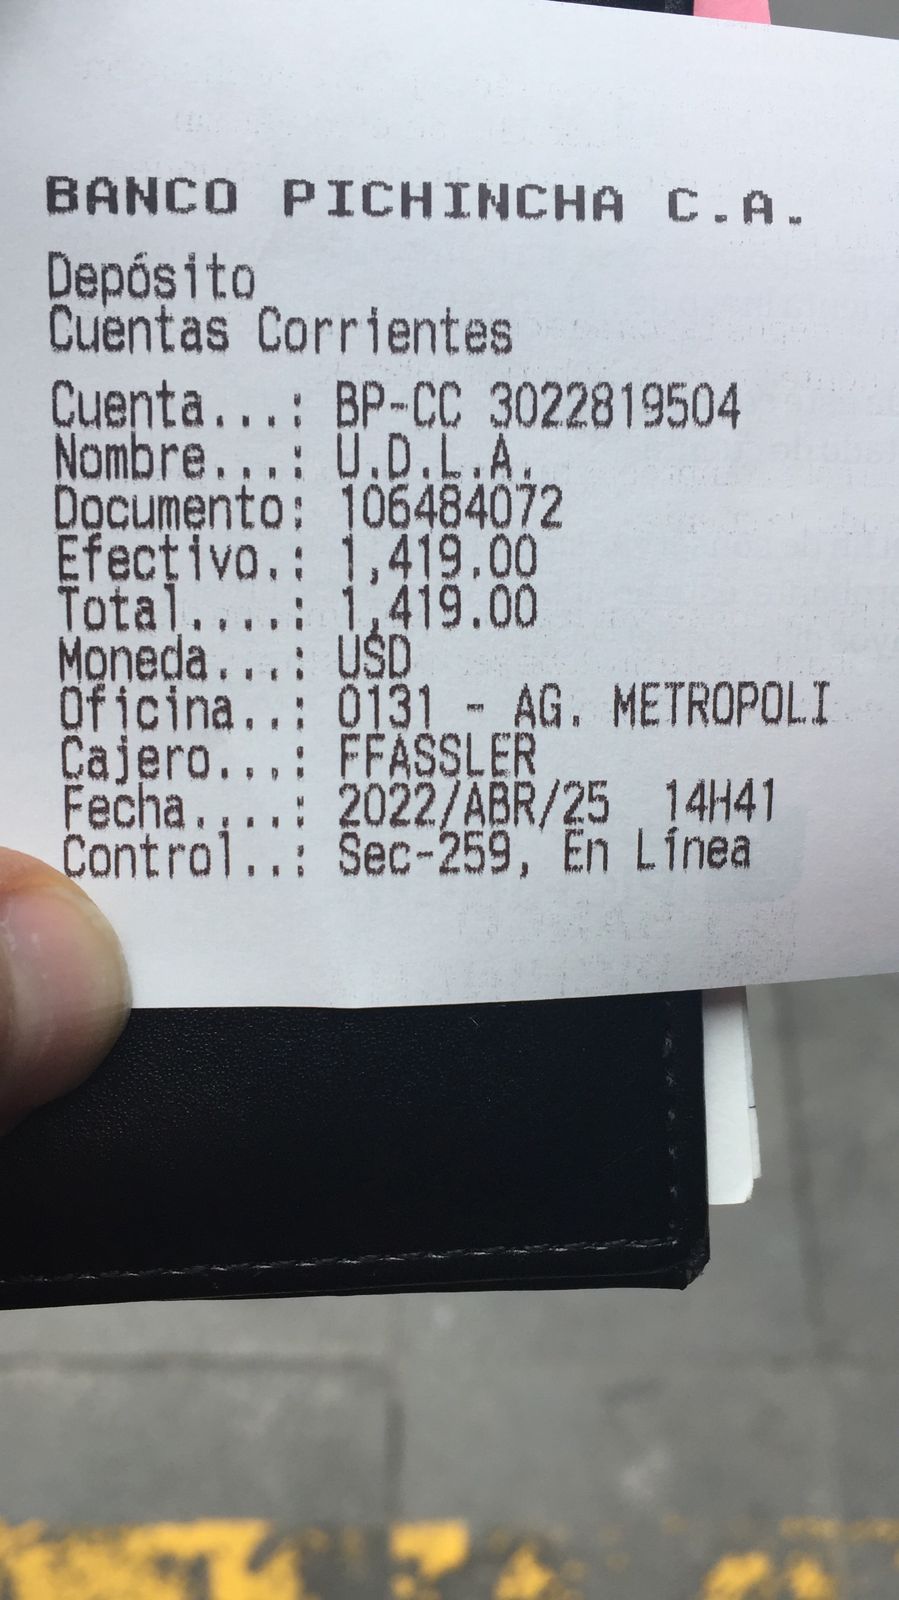 BANCO PICHINCHA C.A.
Depósito
Cuentas Corrientes
Cuenta...: BP-CC 3022819504
Nombre...: U.D.L.A.
Documento: 106484072
Efectivo.: 1,419.00
Total....: 1,419.00
Moneda...: USD
Oficina..: 0131 - AG. METROPOLI
Cajero...: FFASSLER
Fecha....: 2022/ABR/25 14H41
Control..: Sec-259, En Línea